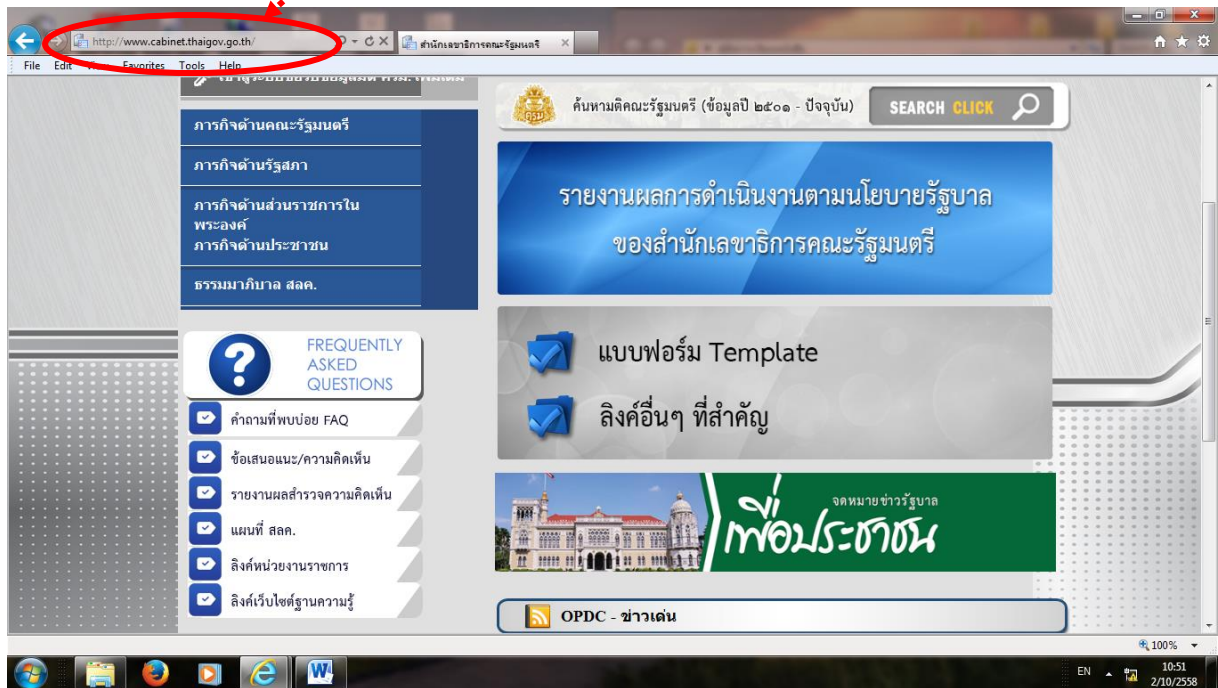 http://www.cabinet.thaigov.go.th/
สำนักเลขาธิการคณะรัฐมนตรี
File Edit View Favorites Tools Help
ภารกิจด้านคณะรัฐมนตรี
ภารกิจด้านรัฐสภา
ภารกิจด้านส่วนราชการใน
พระองค์
ภารกิจด้านประชาชน
ธรรมมาภิบาล สลค.
FREQUENTLY
ASKED
QUESTIONS
คำถามที่พบบ่อย FAQ
ข้อเสนอแนะ/ความคิดเห็น
รายงานผลสำรวจความคิดเห็น
แผนที่ สลค.
ลิงค์หน่วยงานราชการ
ลิงค์เว็บไซต์ฐานความรู้
ค้นหามติคณะรัฐมนตรี (ข้อมูลปี ๒๕๐๑ - ปัจจุบัน)
SEARCH CLICK
รายงานผลการดำเนินงานตามนโยบายรัฐบาล
ของสำนักเลขาธิการคณะรัฐมนตรี
แบบฟอร์ม Template
ลิงค์อื่นๆ ที่สำคัญ
จดหมายข่าวรัฐบาล
เพื่อประชาชน
OPDC - ข่าวเด่น
100%
EN
10:51
2/10/2558